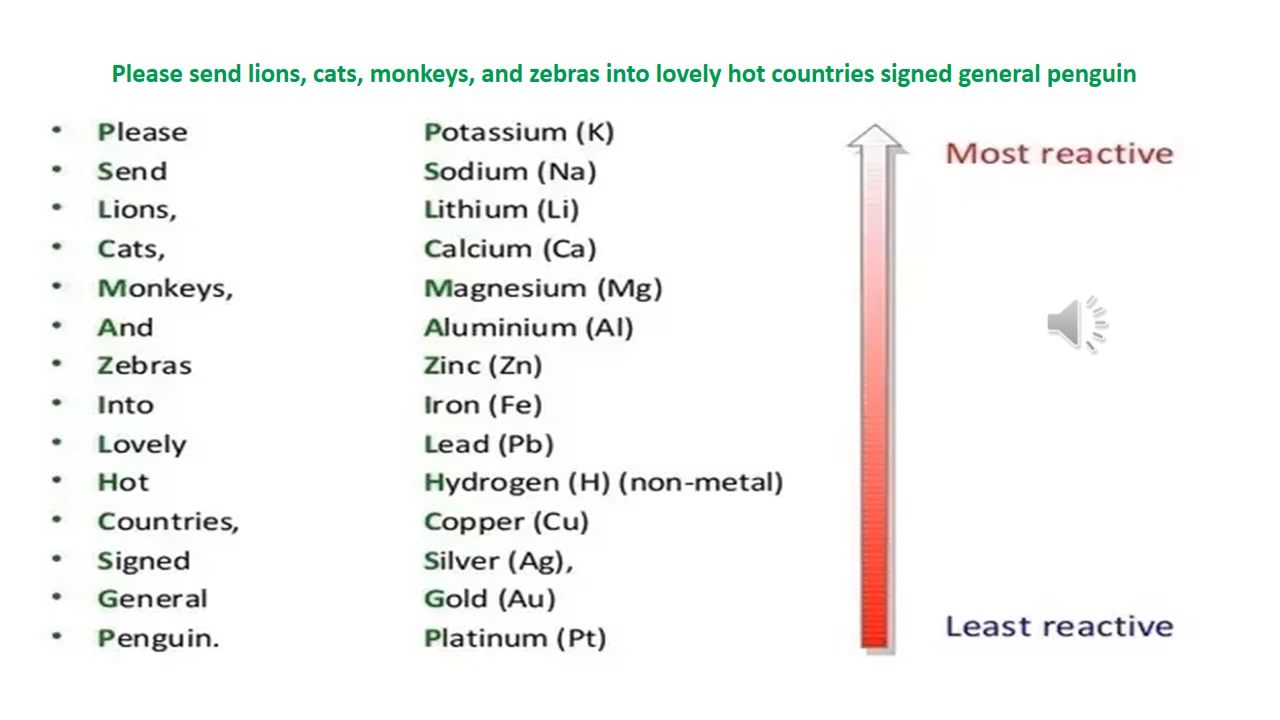 Please send lions, cats, monkeys, and zebras into lovely hot countries signed general penguin
• Please Potassium (K)
Most reactive
• Send Sodium (Na)
• Lions, Lithium (Li)
• Cats, Calcium (Ca)
• Monkeys, Magnesium (Mg)
• And Aluminium (Al)
• Zebras Zinc (Zn)
• Into Iron (Fe)
• Lovely Lead (Pb)
• Hot Hydrogen (H) (non-metal)
• Countries, Copper (Cu)
• Signed Silver (Ag),
• General Gold (Au)
Least reactive
• Penguin. Platinum (Pt)